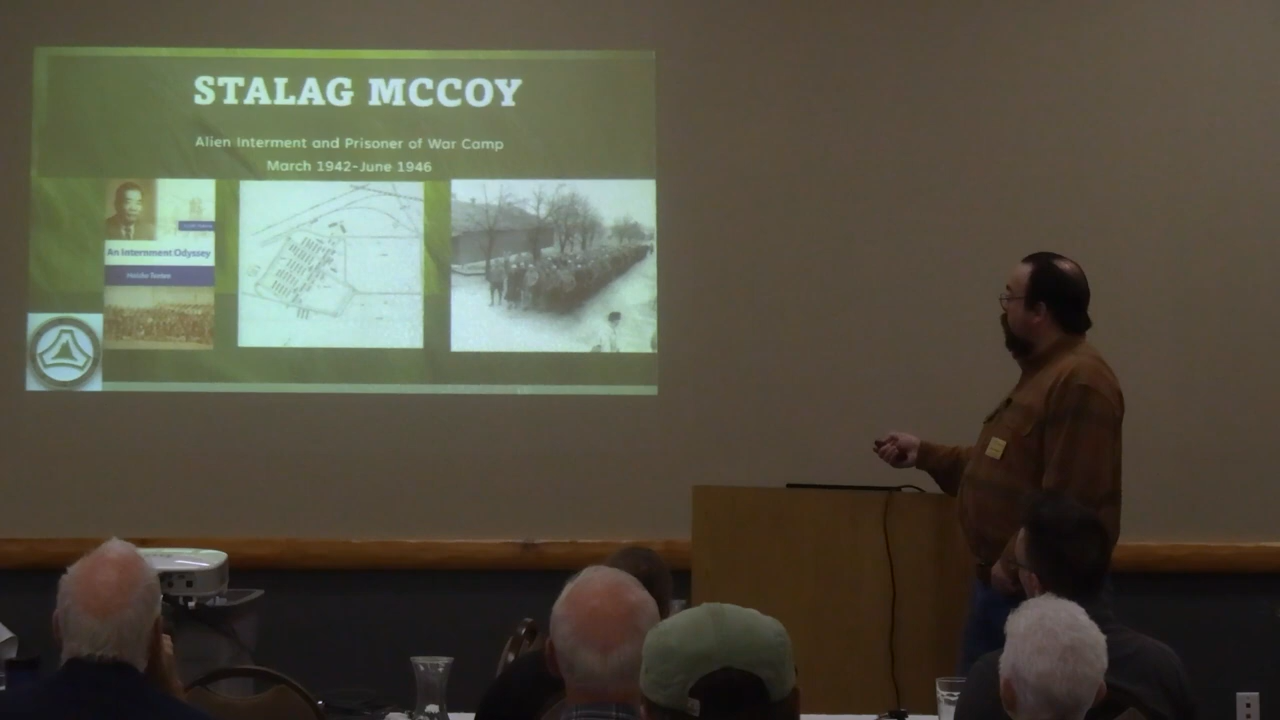 STALAG MCCOY
Alien Interment and Prisoner of War Camp
March 1942-June 1946
An Internment Odyssey